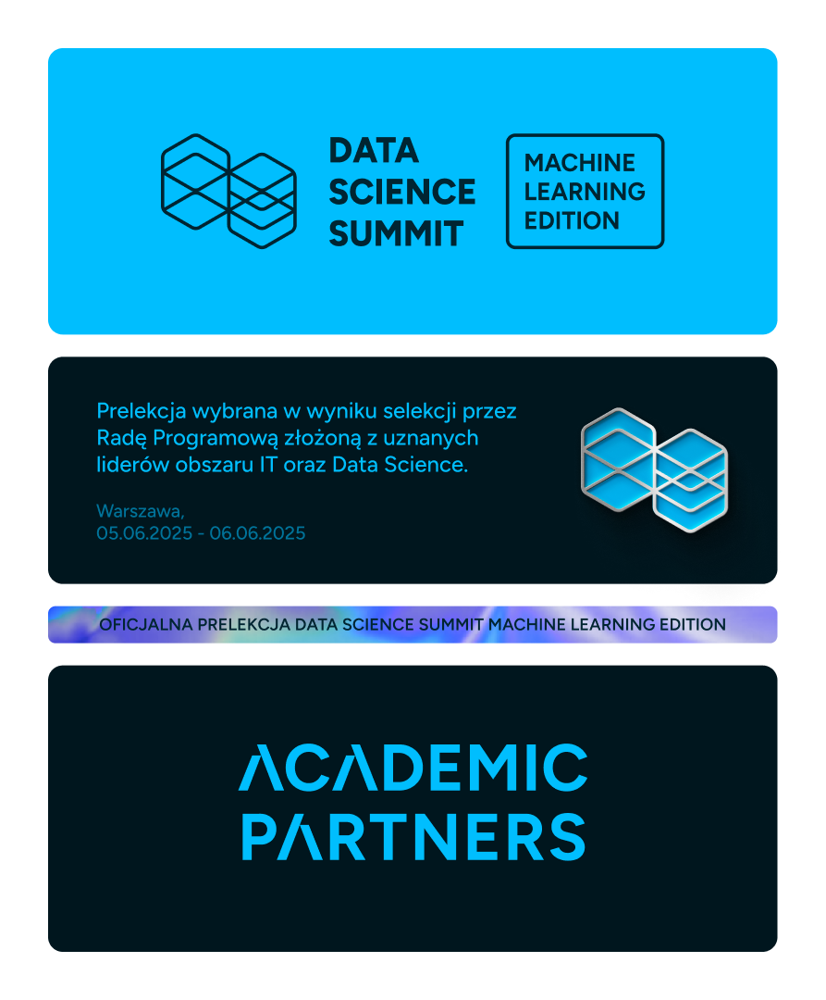 DATA
SCIENCE
SUMMIT
MACHINE
LEARNING
EDITION
Prelekcja wybrana w wyniku selekcji przez
Radę Programową złożoną z uznanych
liderów obszaru IT oraz Data Science.
Warszawa,
05.06.2025 - 06.06.2025
OFICJALNA PRELEKCJA DATA SCIENCE SUMMIT MACHINE LEARNING EDITION
ACADEMIC
PARTNERS